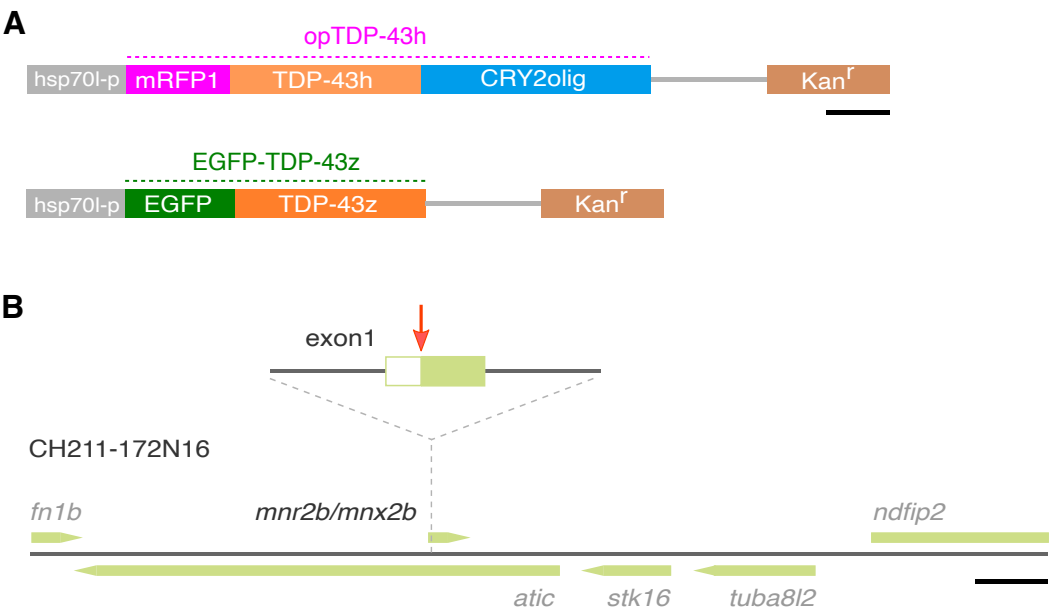 A
opTDP-43h
hsp70l-p mRFP1 TDP-43h CRY2olig Kanr
EGFP-TDP-43z
hsp70l-p EGFP TDP-43z Kanr
B
exon1
CH211-172N16
fn1b mnr2b/mnx2b ndfip2
atic stk16 tuba8l2